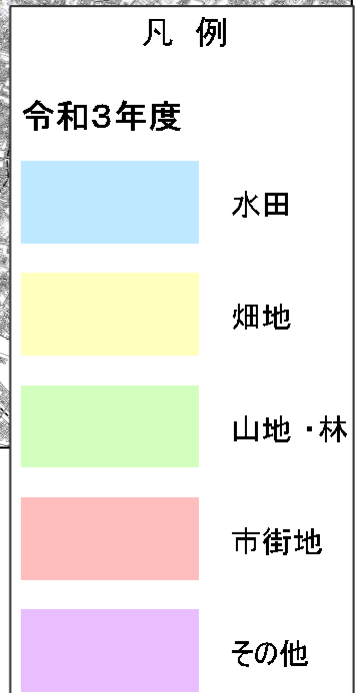 凡 例
令和3年度
水田
畑地
山地・林
市街地
その他